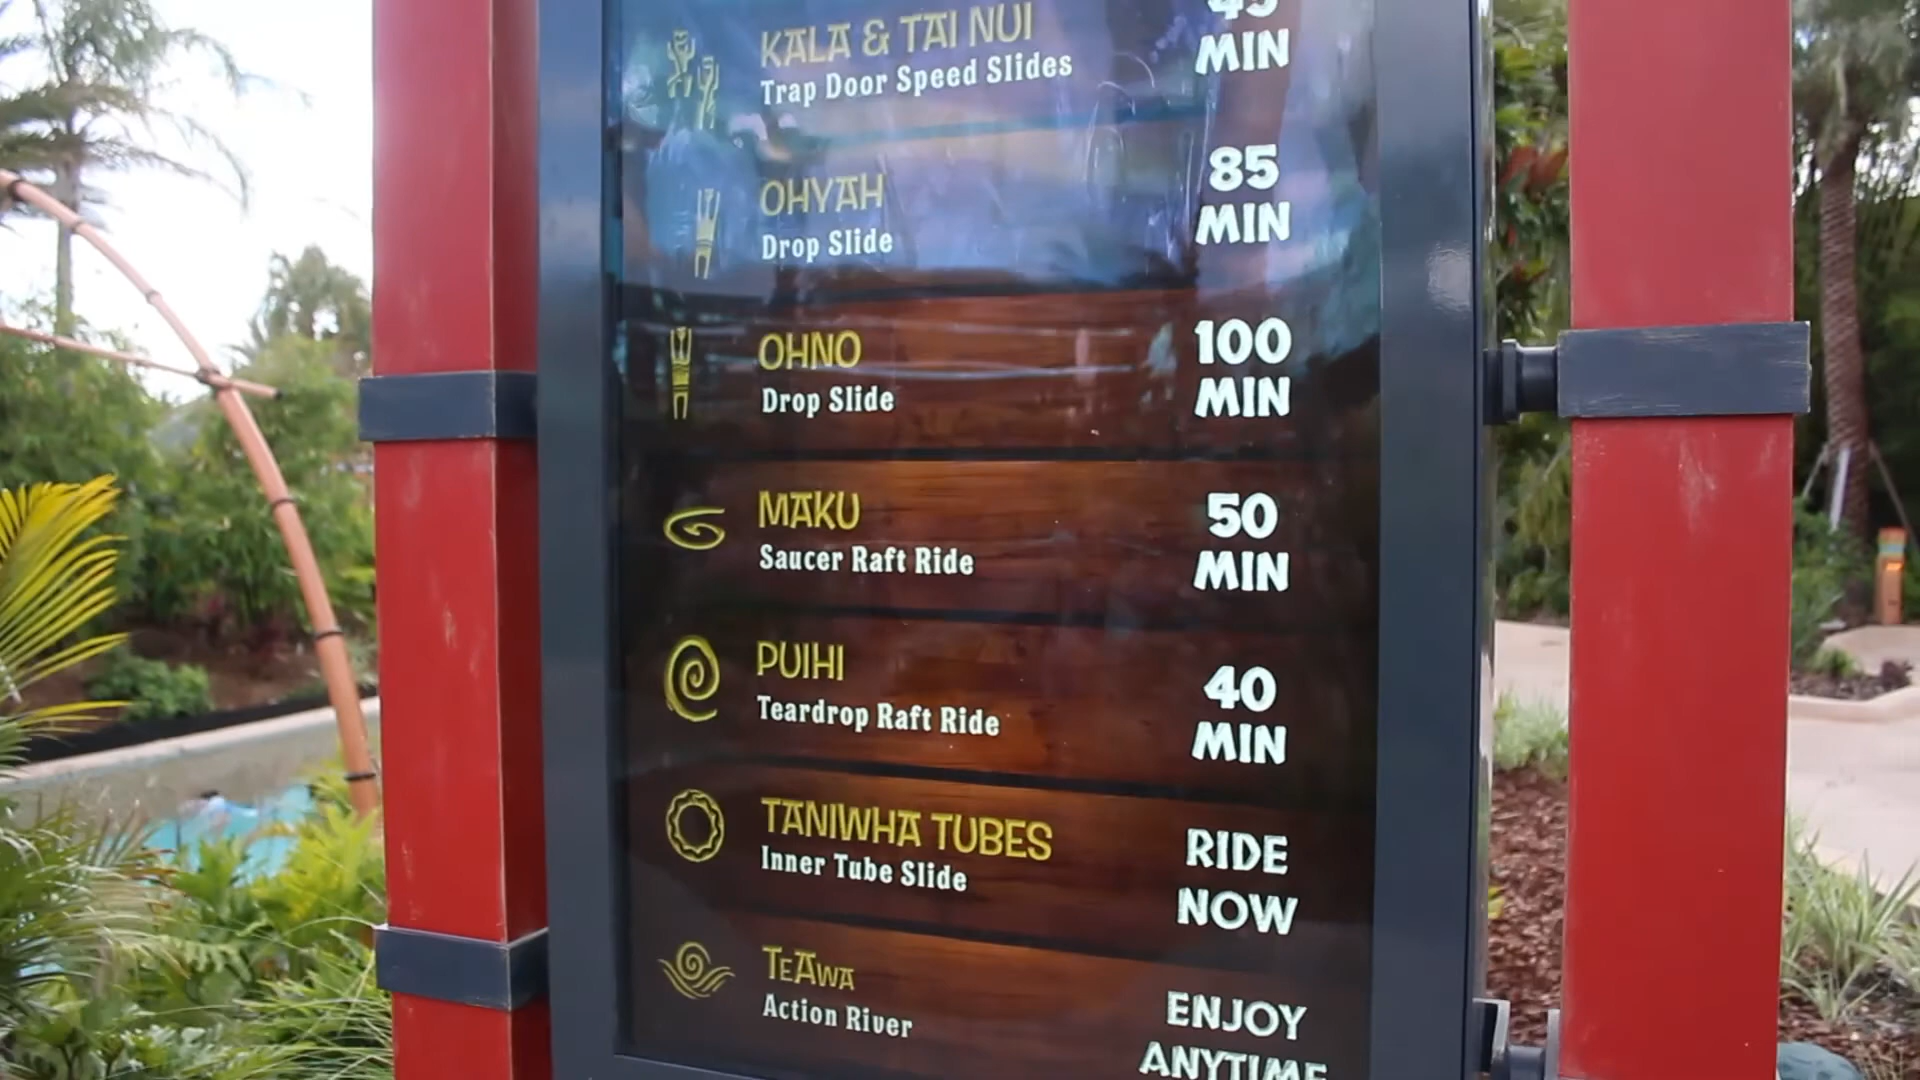 KALA & TAI NUI
Trap Door Speed Slides
45
MIN
OHYAH
Drop Slide
85
MIN
OHNO
Drop Slide
100
MIN
MAKU
Saucer Raft Ride
50
MIN
PUIHI
Teardrop Raft Ride
40
MIN
TANIWHA TUBES
Inner Tube Slide
RIDE
NOW
TEAWA
Action River
ENJOY
ANYTIME